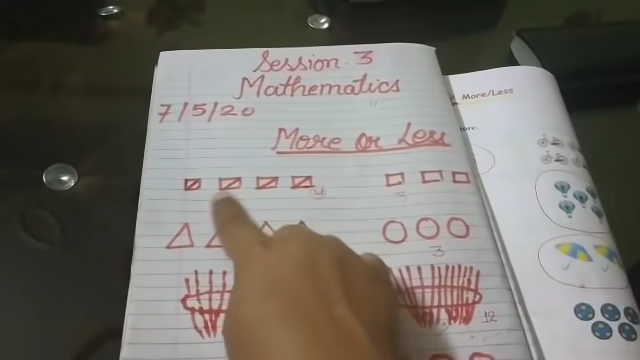 Session. 3
Mathematics
7/5/20
More/Less
More or Less
4
3
12